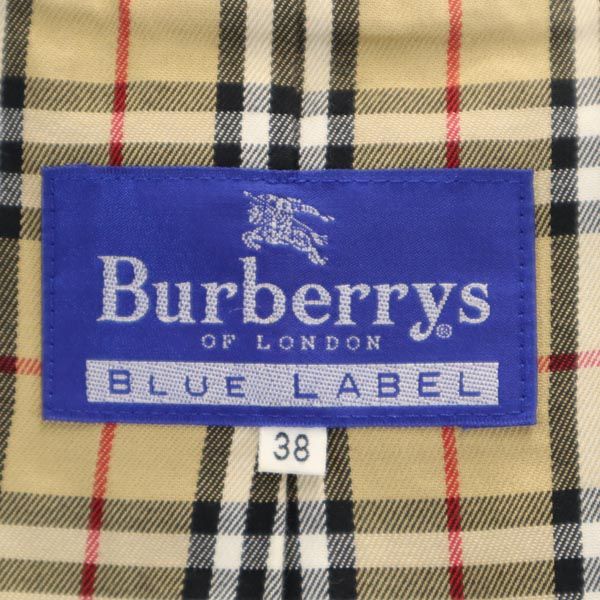 Burberrys®
OF LONDON
BLUE LABEL
38